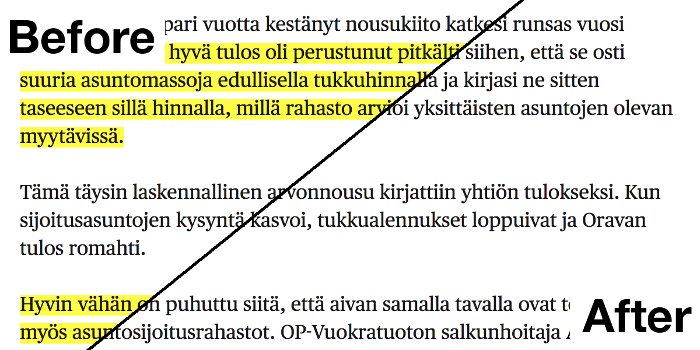 Before
pari vuotta kestänyt nousukiito katkesi runsas vuosi
hyvä tulos oli perustunut pitkälti siihen, että se osti
suuria asuntomassoja edullisella tukkuhinnalla ja kirjasi ne sitten
taseeseen sillä hinnalla, millä rahasto arvioi yksittäisten asuntojen olevan
myytävissä.
Tämä täysin laskennallinen arvonnousu kirjattiin yhtiön tulokseksi. Kun
sijoitusasuntojen kysyntä kasvoi, tukkualennukset loppuivat ja Oravan
tulos romahti.
Hyvin vähän on puhuttu siitä, että aivan samalla tavalla ovat
myös asuntosijoitusrahastot. OP-Vuokratuoton salkunhoitaja
After